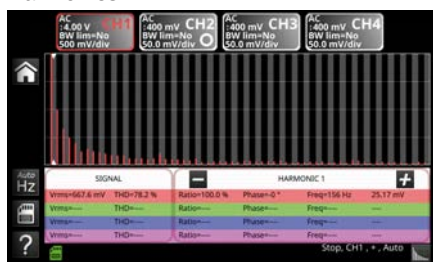 AC CH1
÷4.00 V
BW lim=No
500 mV/div
AC CH2
÷400 mV
BW lim=No
50.0 mV/div
AC CH3
÷400 mV
BW lim=No
50.0 mV/div
AC CH4
÷400 mV
BW lim=No
50.0 mV/div
Auto
Hz
?
SIGNAL
HARMONIC 1
Vrms=667.6 mV THD=78.2 % Ratio=100.0 % Phase=-0 ° Freq=156 Hz 25.17 mV
Vrms=---- THD=---- Ratio=---- Phase=---- Freq=---- ----
Vrms=---- THD=---- Ratio=---- Phase=---- Freq=---- ----
Vrms=---- THD=---- Ratio=---- Phase=---- Freq=---- ----
Stop, CH1 , + , Auto